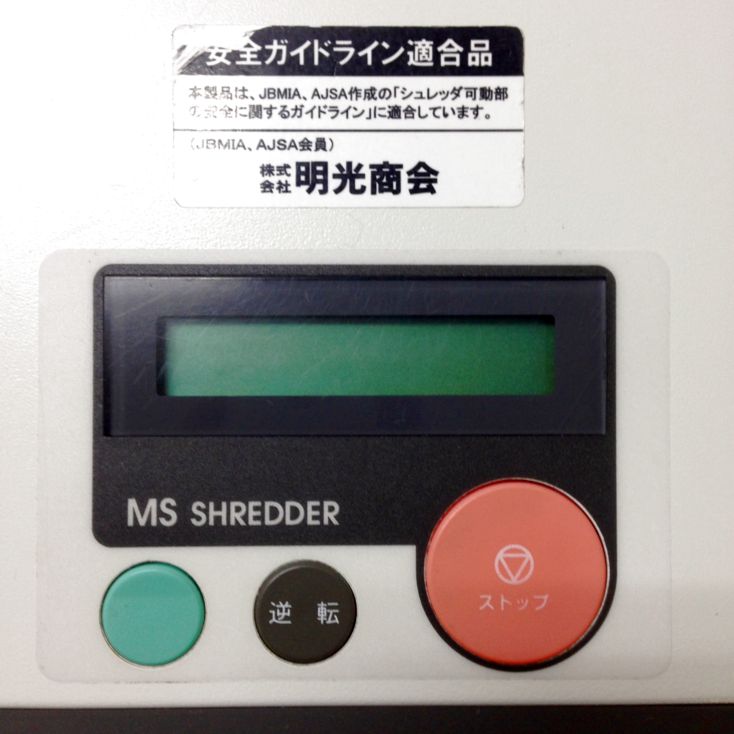 安全ガイドライン適合品
本製品は、JBMIA、AJSA作成の「シュレッダ可動部
の安全に関するガイドライン」に適合しています。
(JBMIA、AJSA会員)
株式会社 明光商会
MS SHREDDER
逆 転
ストップ